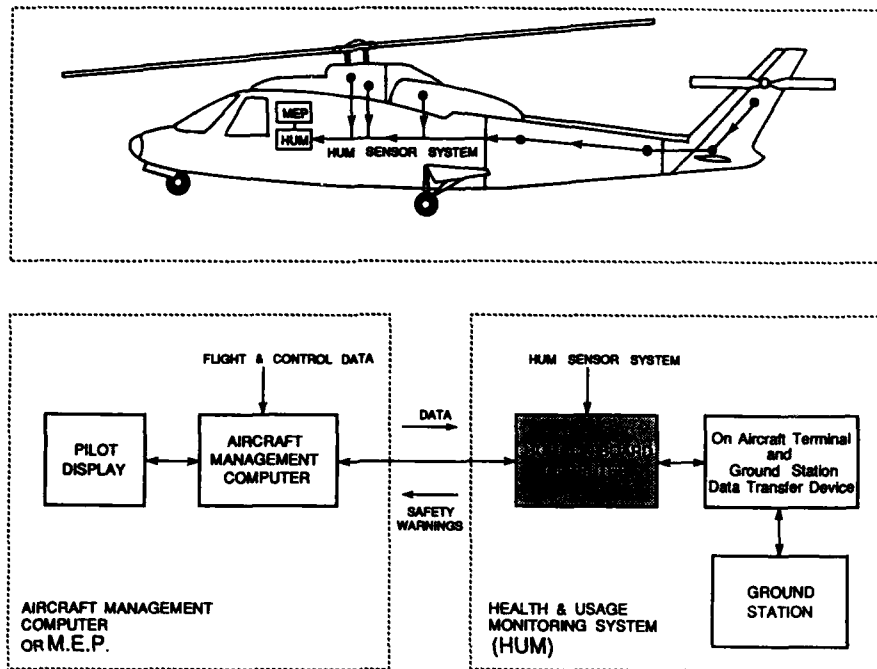 MEP
HUM
HUM SENSOR SYSTEM
FLIGHT & CONTROL DATA
HUM SENSOR SYSTEM
PILOT
DISPLAY
AIRCRAFT
MANAGEMENT
COMPUTER
DATA
SAFETY
WARNINGS
On Aircraft Terminal
and
Ground Station
Data Transfer Device
GROUND
STATION
AIRCRAFT MANAGEMENT
COMPUTER
OR M.E.P.
HEALTH & USAGE
MONITORING SYSTEM
(HUM)